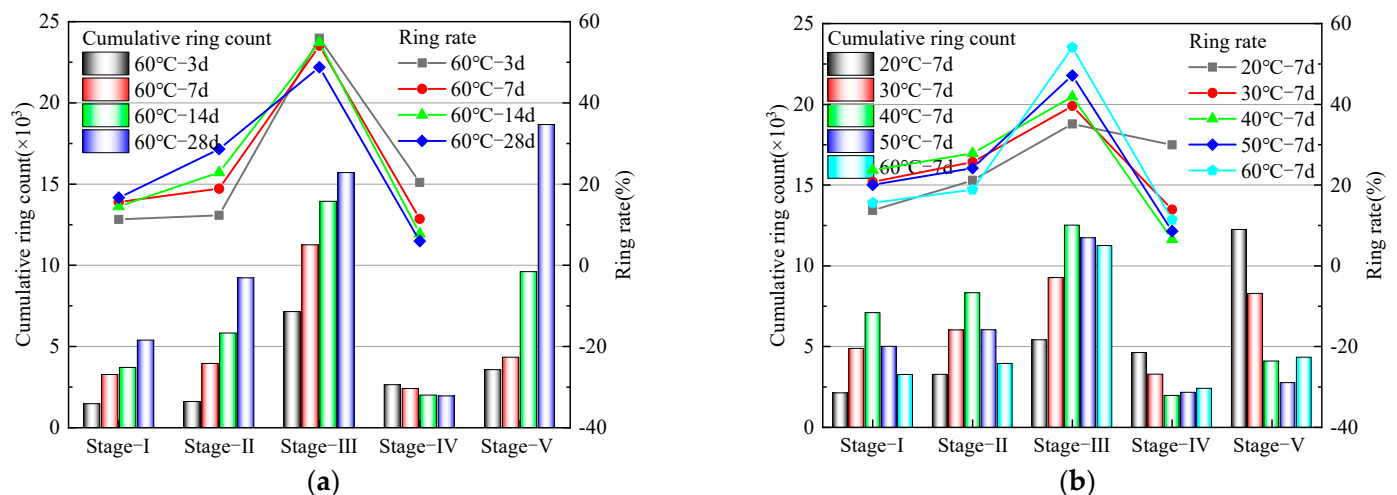 25
20
15
10
5
0
Cumulative ring count(×10³)
Cumulative ring count
60℃−3d
60℃−7d
60℃−14d
60℃−28d
Ring rate
60℃−3d
60℃−7d
60℃−14d
60℃−28d
60
40
20
0
-20
-40
Ring rate(%)
Stage−I
Stage−II
Stage−III
Stage−IV
Stage−V
(a)
25
20
15
10
5
0
Cumulative ring count(×10³)
Cumulative ring count
20℃−7d
30℃−7d
40℃−7d
50℃−7d
60℃−7d
Ring rate
20℃−7d
30℃−7d
40℃−7d
50℃−7d
60℃−7d
60
40
20
0
-20
-40
Ring rate(%)
Stage−I
Stage−II
Stage−III
Stage−IV
Stage−V
(b)